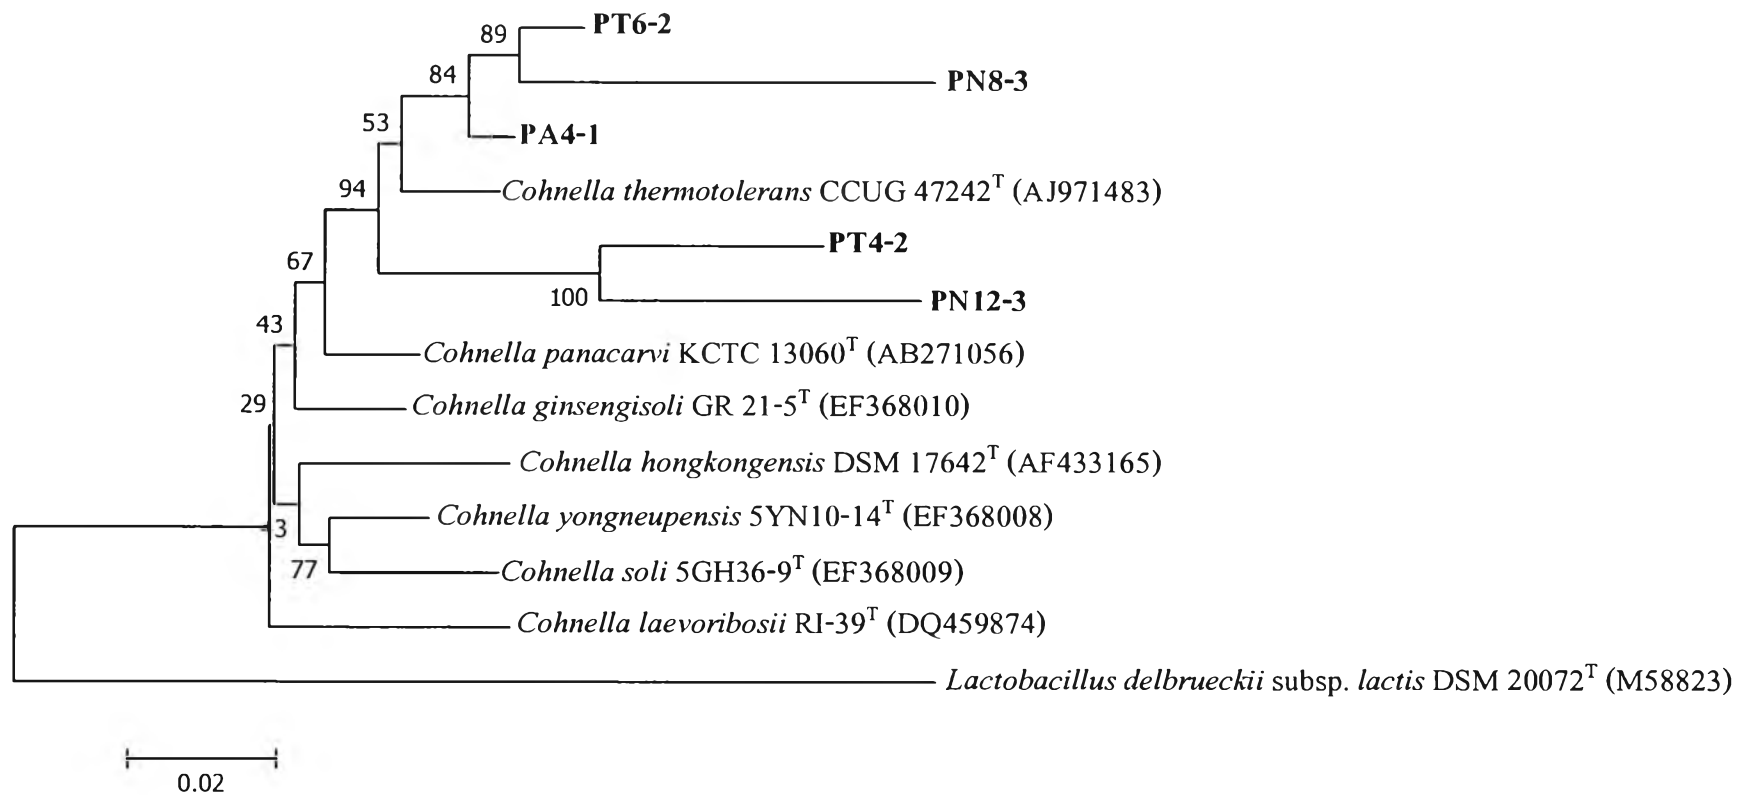 89
PT6-2
84
PN8-3
53
PA4-1
94
Cohnella thermotolerans CCUG 47242ᵀ (AJ971483)
PT4-2
67
100
PN12-3
43
Cohnella panacarvi KCTC 13060ᵀ (AB271056)
29
Cohnella ginsengisoli GR 21-5ᵀ (EF368010)
Cohnella hongkongensis DSM 17642ᵀ (AF433165)
Cohnella yongneupensis 5YN10-14ᵀ (EF368008)
3
77
Cohnella soli 5GH36-9ᵀ (EF368009)
Cohnella laevoribosii RI-39ᵀ (DQ459874)
Lactobacillus delbrueckii subsp. lactis DSM 20072ᵀ (M58823)
0.02